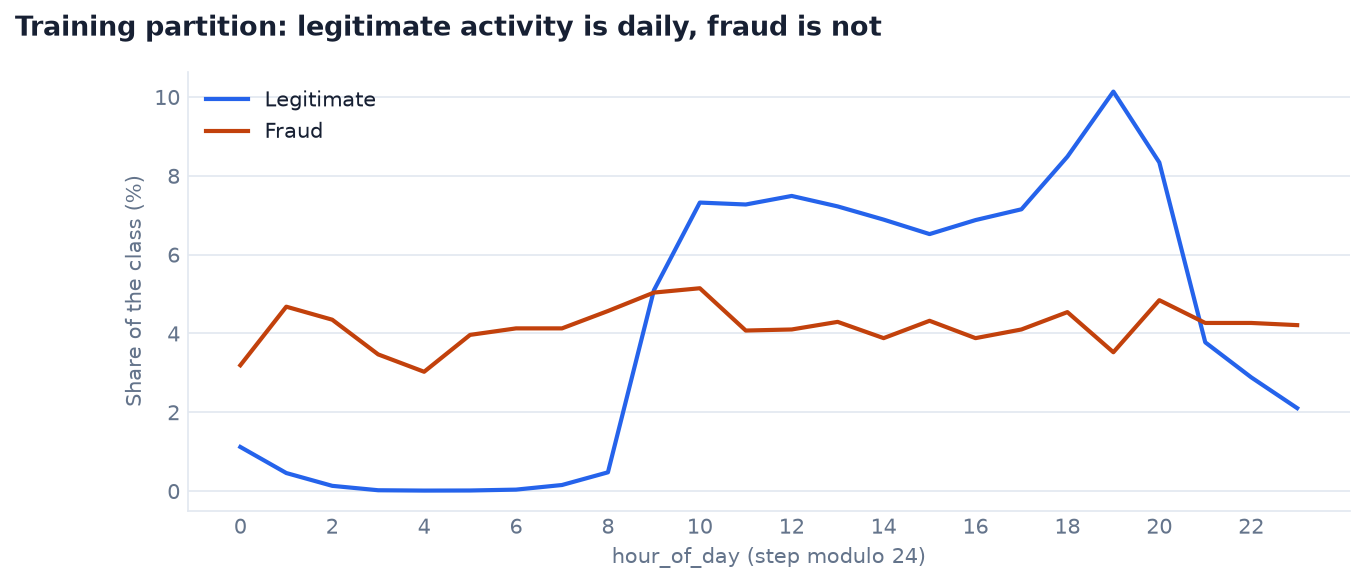 Training partition: legitimate activity is daily, fraud is not
Legitimate
Fraud
Share of the class (%)
10
8
6
4
2
0
0 2 4 6 8 10 12 14 16 18 20 22
hour_of_day (step modulo 24)